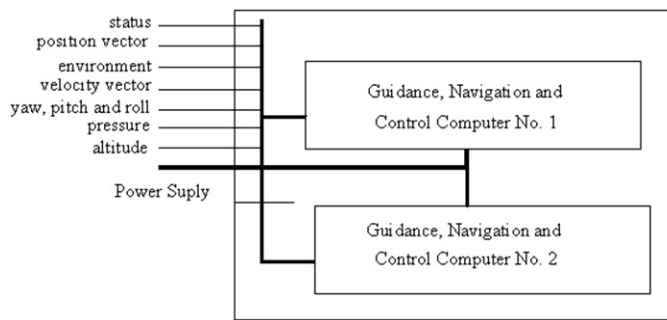 status
position vector
environment
velocity vector
yaw, pitch and roll
pressure
altitude
Power Suply
Guidance, Navigation and
Control Computer No. 1
Guidance, Navigation and
Control Computer No. 2